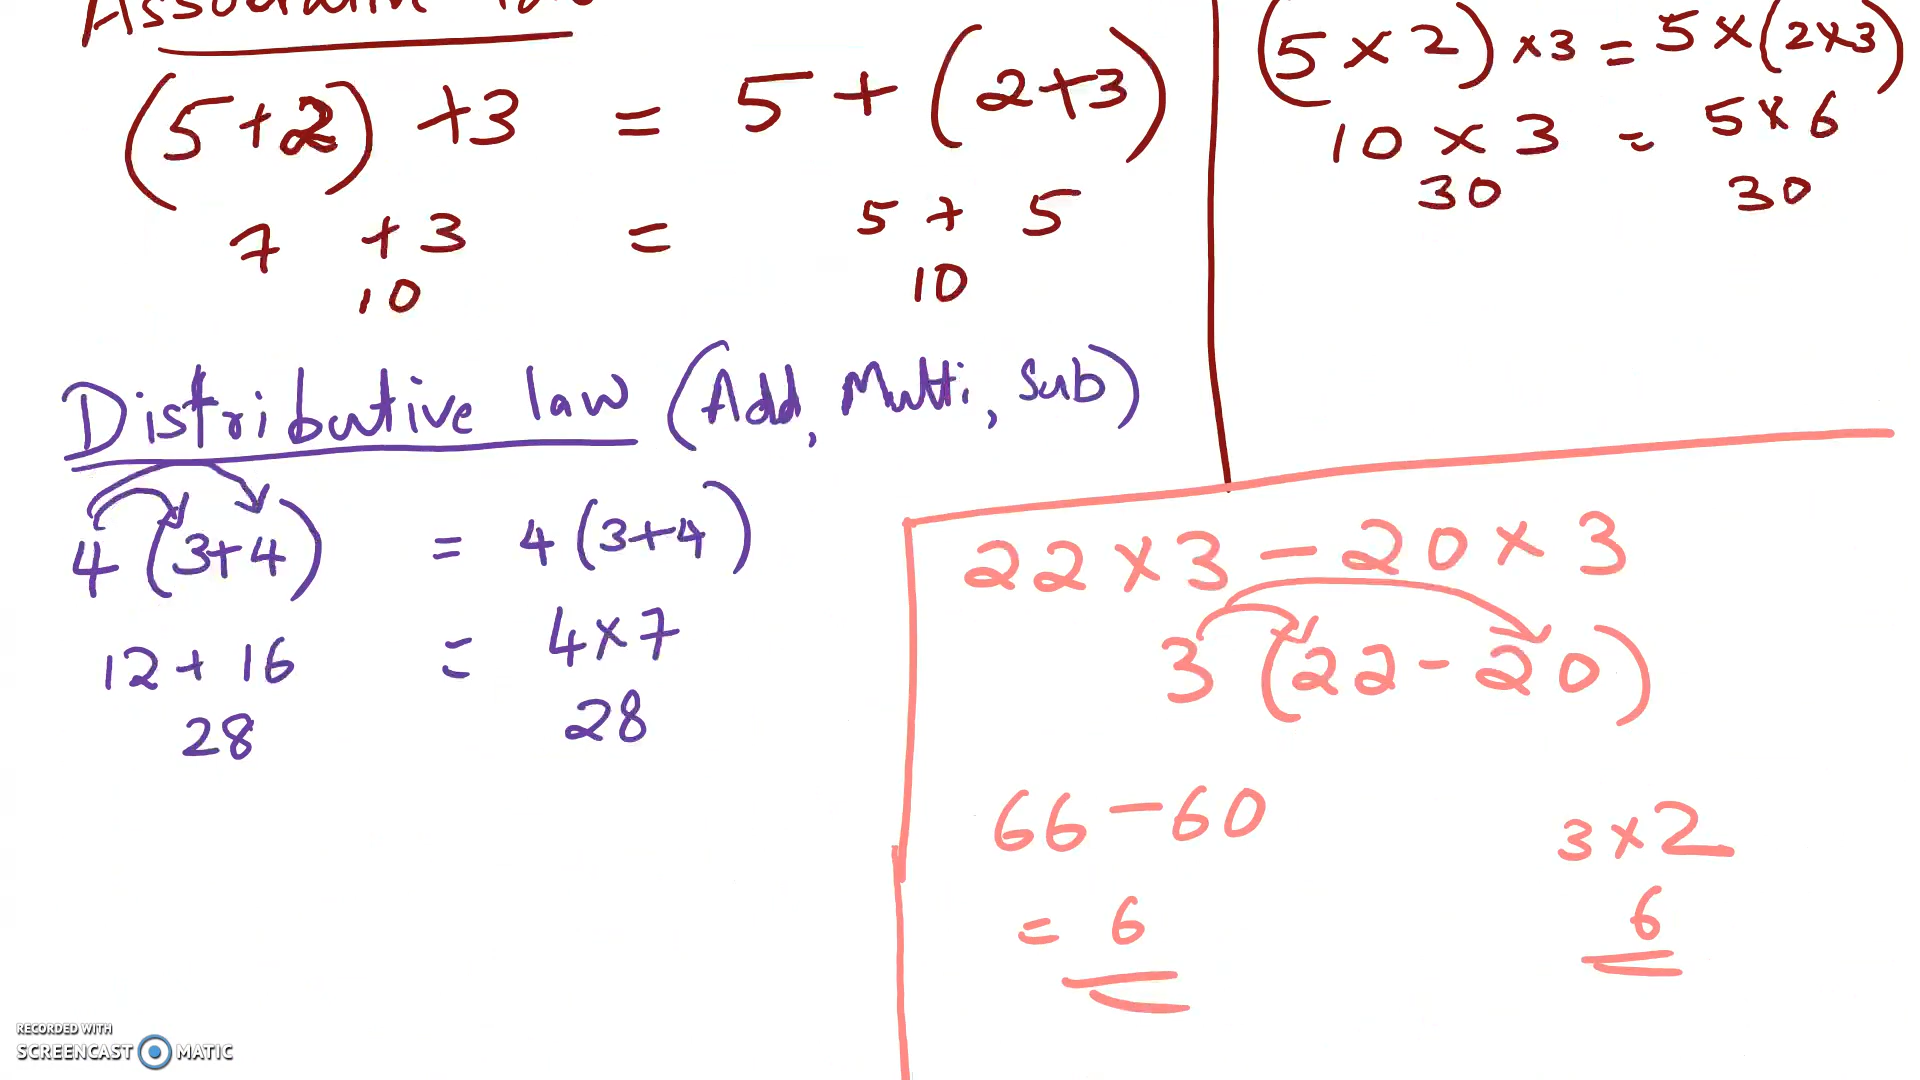 Associative law
(5+2) +3 = 5 + (2+3)
7 +3 = 5 + 5
10 10
(5 × 2) × 3 = 5 × (2×3)
10 × 3 = 5 × 6
30 30
Distributive law (Add, Multi, Sub)
4 (3+4) = 4 (3+4)
12 + 16 = 4×7
28 28
22 × 3 − 20 × 3
3 (22 − 20)
66 − 60 3 × 2
= 6 6
RECORDED WITH
SCREENCAST MATIC